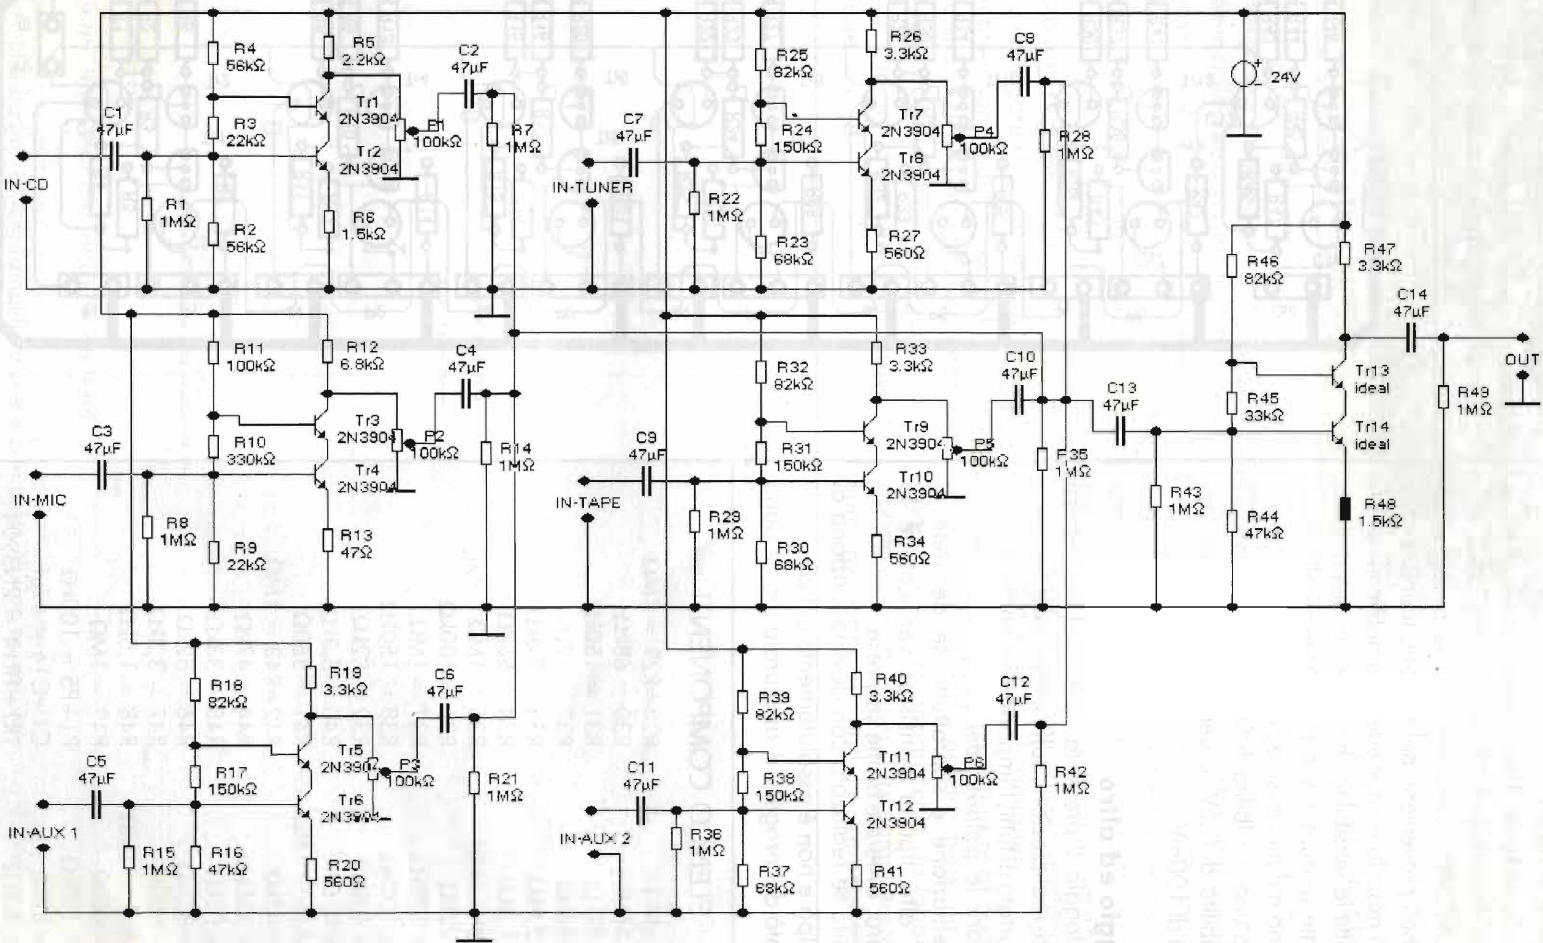 R4
56kΩ
R5
2.2kΩ
C2
47µF
C1
47µF
R3
22kΩ
Tr1
2N3904
P1
100kΩ
R7
1MΩ
Tr2
2N3904
IN-CD
R1
1MΩ
R2
56kΩ
R6
1.5kΩ
R25
82kΩ
R26
3.3kΩ
C8
47µF
C7
47µF
R24
150kΩ
Tr7
2N3904
P4
100kΩ
R28
1MΩ
Tr8
2N3904
IN-TUNER
R22
1MΩ
R23
68kΩ
R27
560Ω
24V
R46
82kΩ
R47
3.3kΩ
C14
47µF
OUT
R11
100kΩ
R12
6.8kΩ
C4
47µF
C3
47µF
R10
330kΩ
Tr3
2N3904
P2
100kΩ
R14
1MΩ
Tr4
2N3904
IN-MIC
R8
1MΩ
R9
22kΩ
R13
47Ω
R32
82kΩ
R33
3.3kΩ
C10
47µF
C9
47µF
R31
150kΩ
Tr9
2N3904
P5
100kΩ
R35
1MΩ
Tr10
2N3904
IN-TAPE
R29
1MΩ
R30
68kΩ
R34
560Ω
C13
47µF
R45
33kΩ
Tr13
ideal
Tr14
ideal
R49
1MΩ
R43
1MΩ
R44
47kΩ
R48
1.5kΩ
R18
82kΩ
R19
3.3kΩ
C6
47µF
C5
47µF
R17
150kΩ
Tr5
2N3904
P3
100kΩ
R21
1MΩ
Tr6
2N3904
IN-AUX 1
R15
1MΩ
R16
47kΩ
R20
560Ω
R39
82kΩ
R40
3.3kΩ
C12
47µF
C11
47µF
R38
150kΩ
Tr11
2N3904
P6
100kΩ
R42
1MΩ
Tr12
2N3904
IN-AUX 2
R36
1MΩ
R37
68kΩ
R41
560Ω